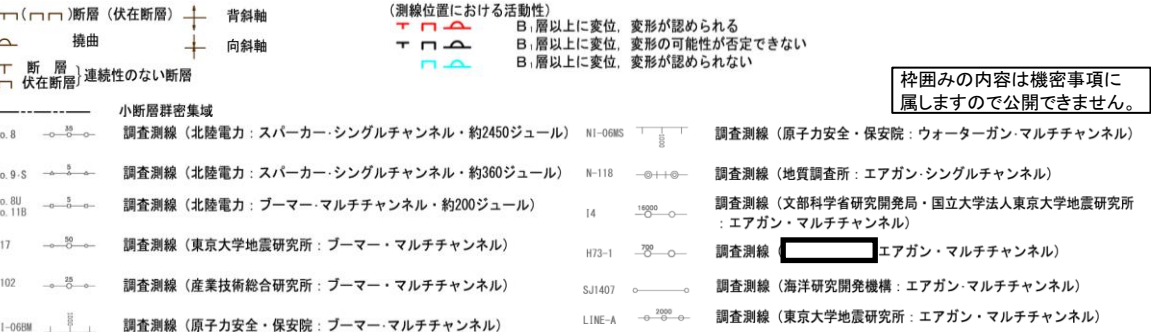 (  )断層（伏在断層）
背斜軸
撓曲
向斜軸
断　層
伏在断層
連続性のない断層
(測線位置における活動性)
B1層以上に変位，変形が認められる
B1層以上に変位，変形の可能性が否定できない
B1層以上に変位，変形が認められない
枠囲みの内容は機密事項に
属しますので公開できません。
小断層群密集域
o.8 35 調査測線（北陸電力：スパーカー・シングルチャンネル・約2450ジュール）
o.9-S 5 調査測線（北陸電力：スパーカー・シングルチャンネル・約360ジュール）
o.8U
o.11B
5 調査測線（北陸電力：ブーマー・マルチチャンネル・約200ジュール）
17 50 調査測線（東京大学地震研究所：ブーマー・マルチチャンネル）
102 25 調査測線（産業技術総合研究所：ブーマー・マルチチャンネル）
I-06BM 調査測線（原子力安全・保安院：ブーマー・マルチチャンネル）
NI-06MS 調査測線（原子力安全・保安院：ウォーターガン・マルチチャンネル）
N-118 調査測線（地質調査所：エアガン・シングルチャンネル）
I4 16000 調査測線（文部科学省研究開発局・国立大学法人東京大学地震研究所
：エアガン・マルチチャンネル）
H73-1 700 調査測線（ エアガン・マルチチャンネル）
SJ1407 調査測線（海洋研究開発機構：エアガン・マルチチャンネル）
LINE-A 2000 調査測線（東京大学地震研究所：エアガン・マルチチャンネル）